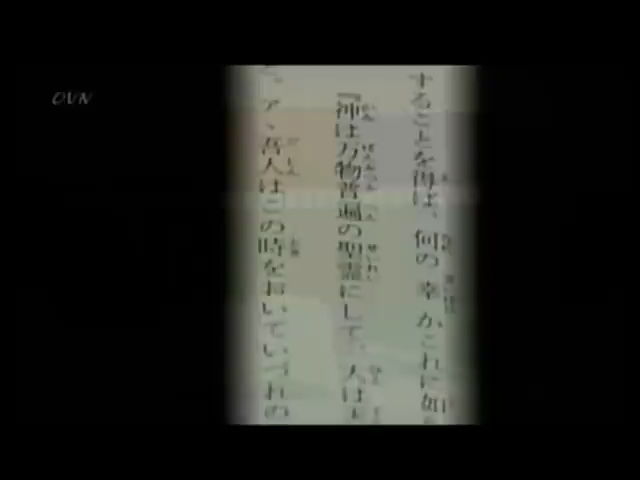 OVN
することを得ば、何の幸かこれに如
『神は万物普遍の聖霊にして、人は
、ア、吾人はこの時をおいていづれの